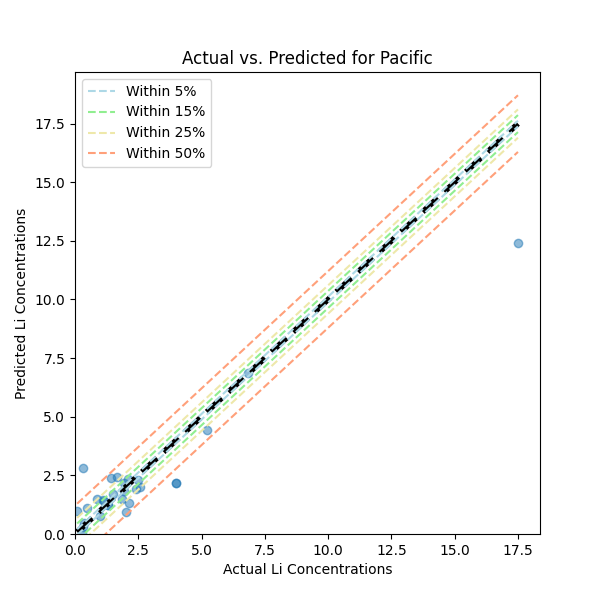 Actual vs. Predicted for Pacific
Within 5%
Within 15%
Within 25%
Within 50%
Predicted Li Concentrations
17.5
15.0
12.5
10.0
7.5
5.0
2.5
0.0
0.0 2.5 5.0 7.5 10.0 12.5 15.0 17.5
Actual Li Concentrations